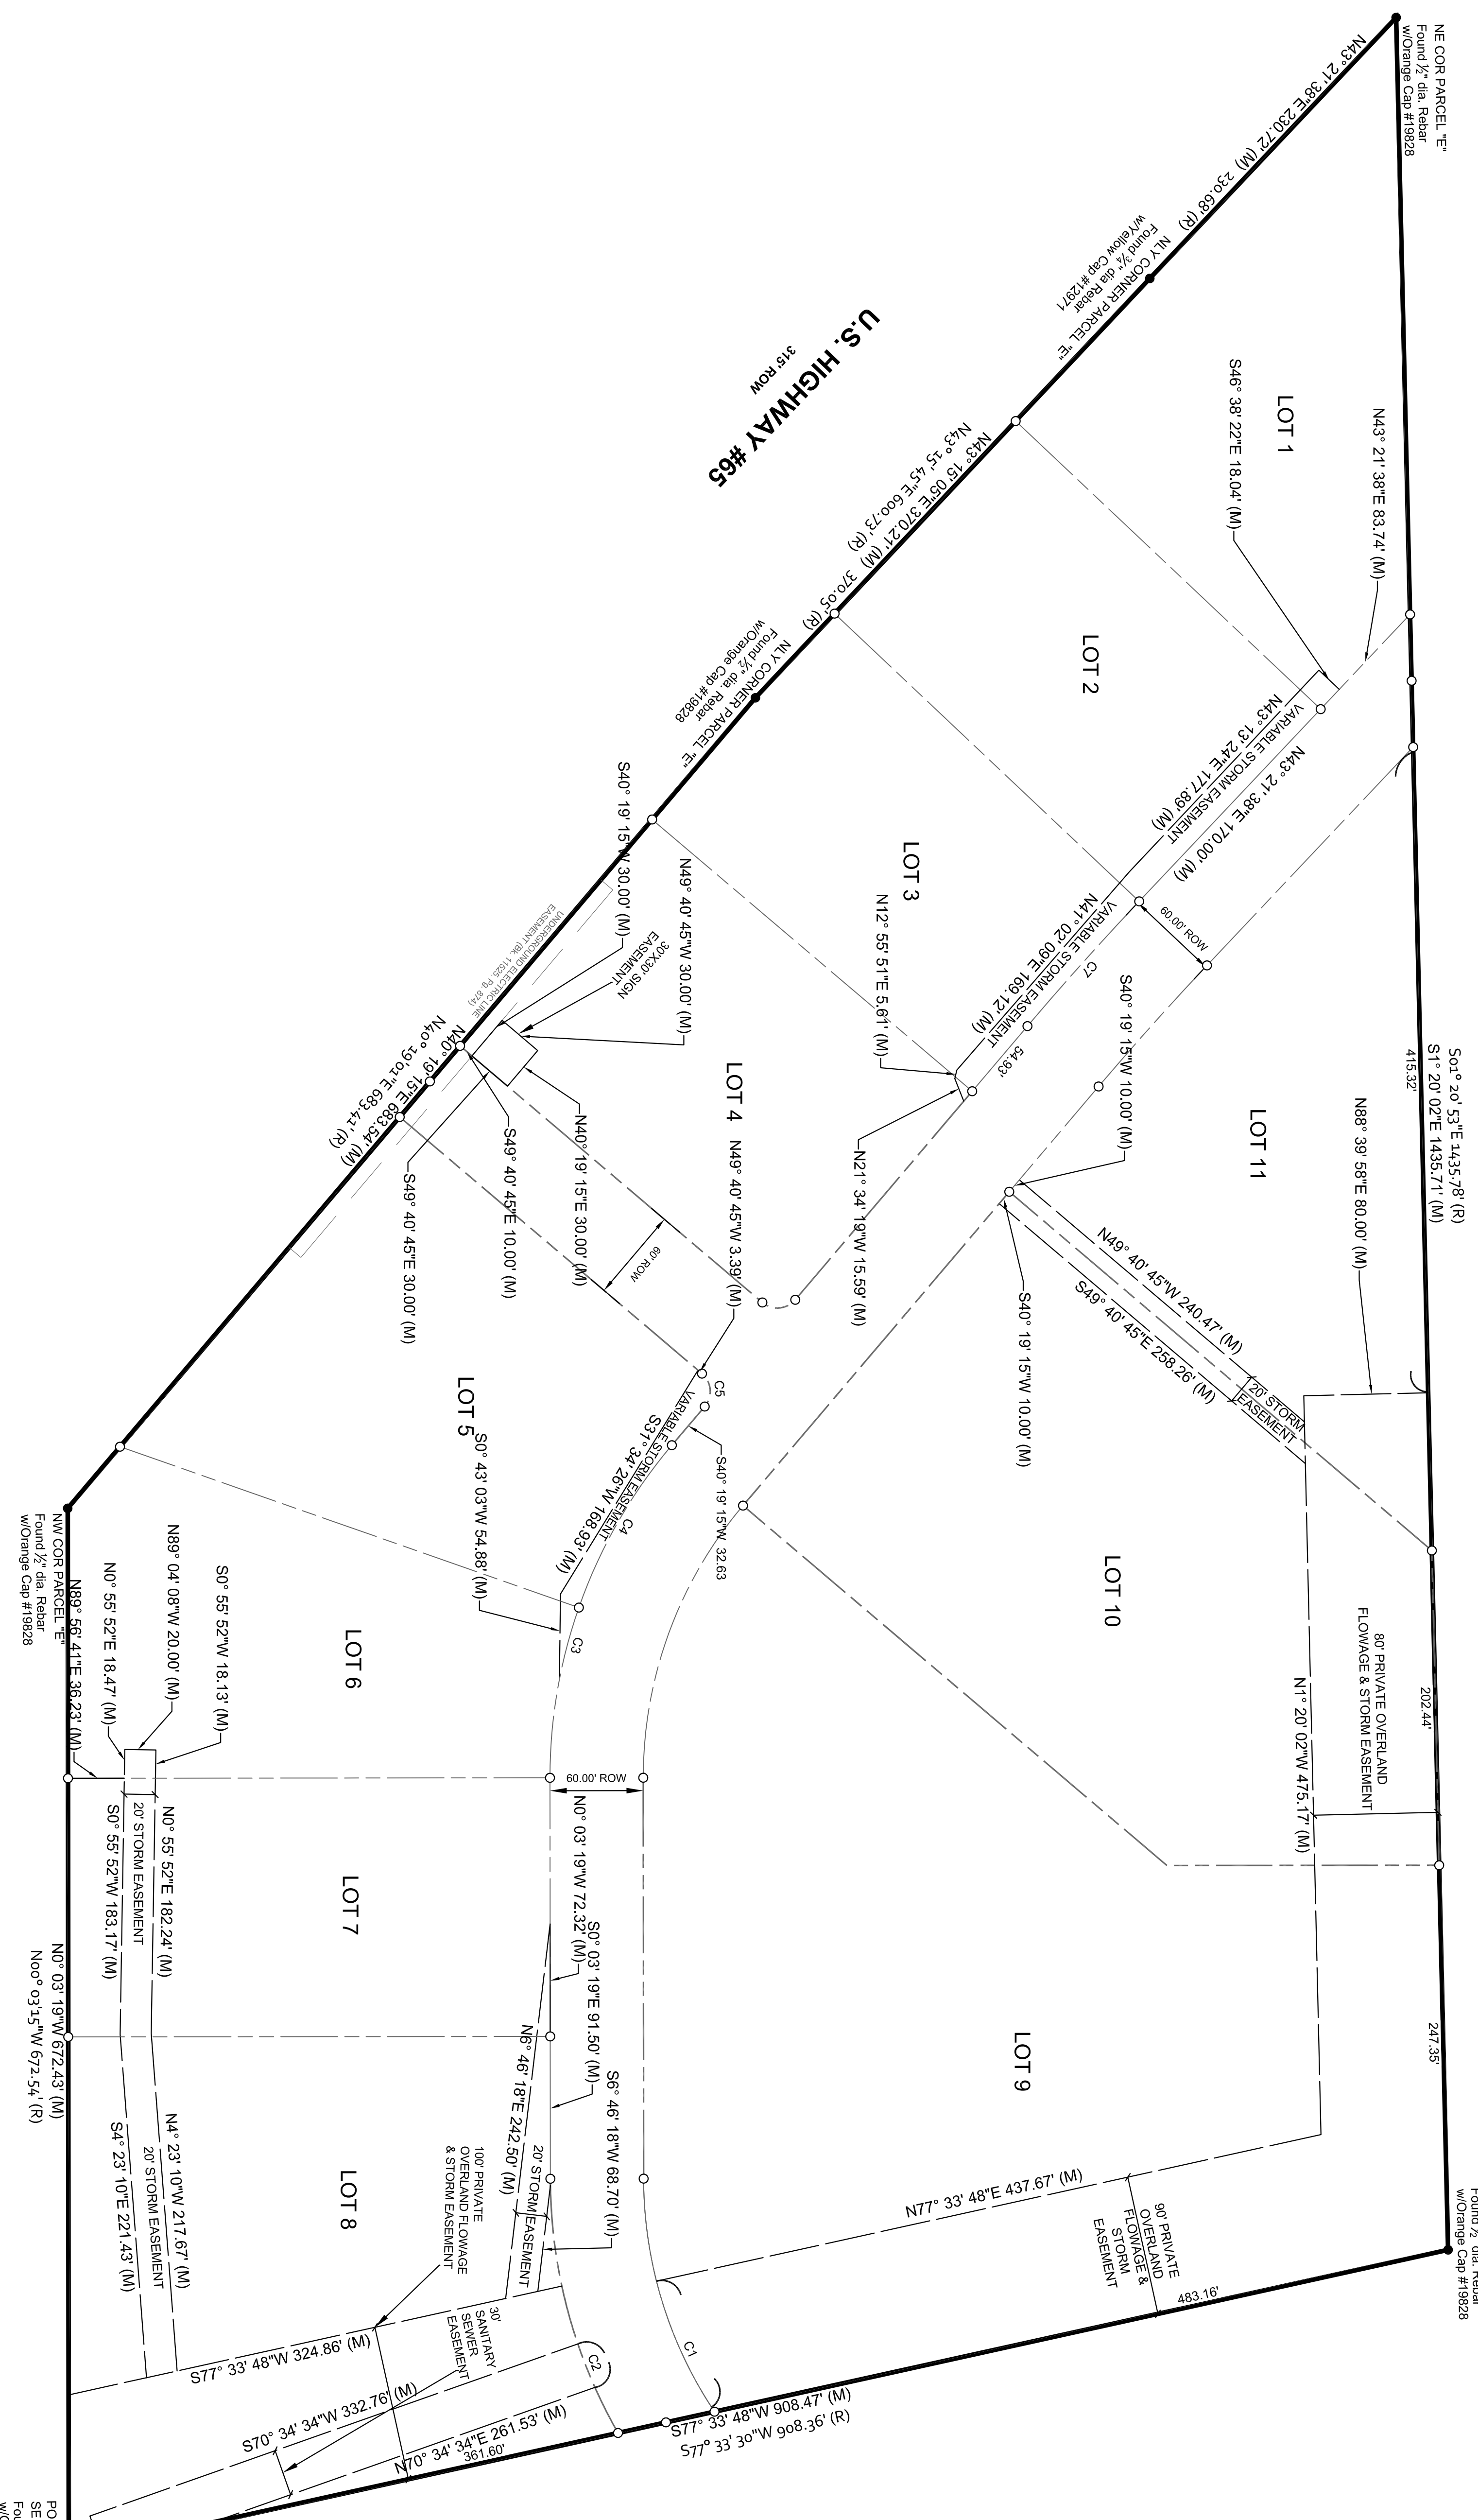 NE COR PARCEL "E"
Found ½" dia. Rebar
w/Orange Cap #19828
N43° 21' 38"E 230.72' (M) 230.68' (R)
NLY CORNER PARCEL "E"
Found ¾" dia Rebar
w/Yellow Cap #12971
U.S. HIGHWAY #65
315' ROW
LOT 1
S46° 38' 22"E 18.04' (M)
N43° 21' 38"E 83.74' (M)
N43° 15' 05"E 370.21' (M) 370.05' (R)
N43° 15' 45"E 600.73' (R)
NLY CORNER PARCEL "E"
Found ½" dia. Rebar
w/Orange Cap #19828
LOT 2
VARIABLE STORM EASEMENT
N43° 13' 24"E 177.89' (M)
N43° 21' 38"E 170.00' (M)
60.00' ROW
LOT 3
N12° 55' 51"E 5.61' (M)
N41° 02' 09"E 169.12' (M)
VARIABLE STORM EASEMENT
C7
54.93'
S40° 19' 15"W 10.00' (M)
S40° 19' 15"W 30.00' (M)
N49° 40' 45"W 30.00' (M)
30'X30' SIGN
EASEMENT
UNDERGROUND ELECTRIC LINE
EASEMENT (BK. 11525, Pg. 874)
N40° 19' 15"E 683.54' (M)
N40° 19'01"E 683.41' (R)
LOT 4
N49° 40' 45"W 3.39' (M)
N21° 34' 19"W 15.59' (M)
N40° 19' 15"E 30.00' (M)
S49° 40' 45"E 10.00' (M)
S49° 40' 45"E 30.00' (M)
60' ROW
S01° 20' 53"E 1435.78' (R)
S1° 20' 02"E 1435.71' (M)
415.32'
LOT 11
N88° 39' 58"E 80.00' (M)
N49° 40' 45"W 240.47' (M)
S49° 40' 45"E 258.26' (M)
20' STORM
EASEMENT
S40° 19' 15"W 10.00' (M)
LOT 5
C5
S40° 19' 15"W 32.63
VARIABLE STORM EASEMENT
S31° 34' 26"W 168.93' (M)
C4
S0° 43' 03"W 54.88' (M)
C3
LOT 10
80' PRIVATE OVERLAND
FLOWAGE & STORM EASEMENT
N1° 20' 02"W 475.17' (M)
202.44'
NW COR PARCEL "E"
Found ½" dia. Rebar
w/Orange Cap #19828
N89° 56' 41"E 36.23' (M)
N0° 55' 52"E 18.47' (M)
N89° 04' 08"W 20.00' (M)
S0° 55' 52"W 18.13' (M)
LOT 6
60.00' ROW
N0° 55' 52"E 182.24' (M)
20' STORM EASEMENT
S0° 55' 52"W 183.17' (M)
LOT 7
N0° 03' 19"W 72.32' (M)
S0° 03' 19"E 91.50' (M)
N0° 03' 19"W 672.43' (M)
N00° 03'15"W 672.54' (R)
LOT 9
247.35'
N6° 46' 18"E 242.50' (M)
S6° 46' 18"W 68.70' (M)
20' STORM EASEMENT
N4° 23' 10"W 217.67' (M)
20' STORM EASEMENT
S4° 23' 10"E 221.43' (M)
LOT 8
100' PRIVATE
OVERLAND FLOWAGE
& STORM EASEMENT
N77° 33' 48"E 437.67' (M)
90' PRIVATE
OVERLAND
FLOWAGE &
STORM
EASEMENT
483.16'
Found ½" dia. Rebar
w/Orange Cap #19828
C1
C2
30'
SANITARY
SEWER
EASEMENT
S77° 33' 48"W 324.86' (M)
S70° 34' 34"W 332.76' (M)
N70° 34' 34"E 261.53' (M)
361.60'
S77° 33' 48"W 908.47' (M)
S77° 33' 30"W 908.36' (R)